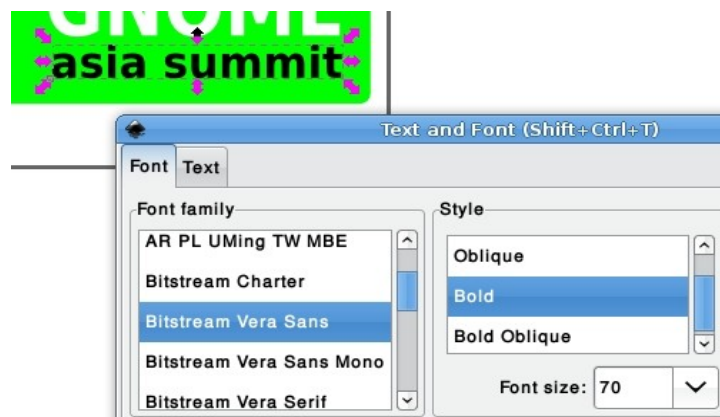 GNOME
asia summit
Text and Font (Shift+Ctrl+T)
Font Text
Font family
AR PL UMing TW MBE
Bitstream Charter
Bitstream Vera Sans
Bitstream Vera Sans Mono
Bitstream Vera Serif
Style
Oblique
Bold
Bold Oblique
Font size: 70